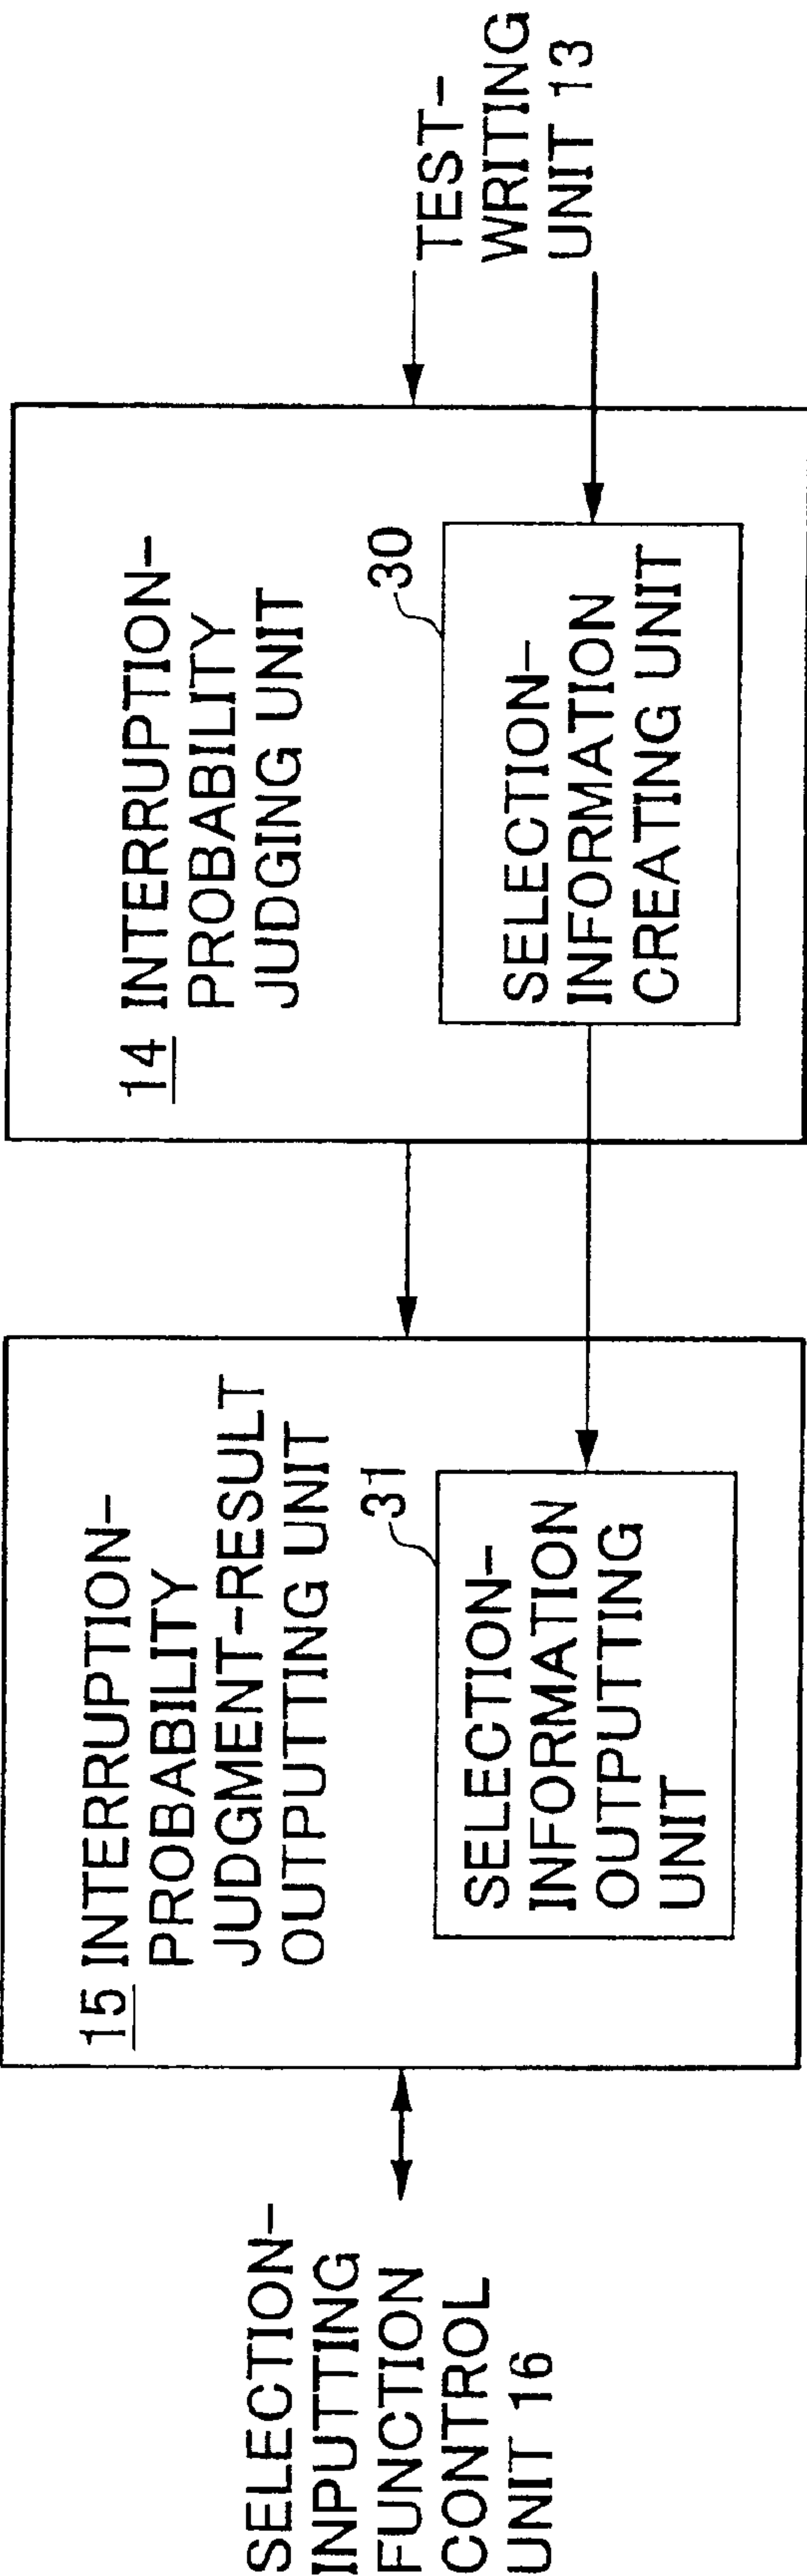 SELECTION-
INPUTTING
FUNCTION
CONTROL
UNIT 16
15 INTERRUPTION-
PROBABILITY
JUDGMENT-RESULT
OUTPUTTING UNIT
31
SELECTION-
INFORMATION
OUTPUTTING
UNIT
14 INTERRUPTION-
PROBABILITY
JUDGING UNIT
30
SELECTION-
INFORMATION
CREATING UNIT
TEST-
WRITING
UNIT 13